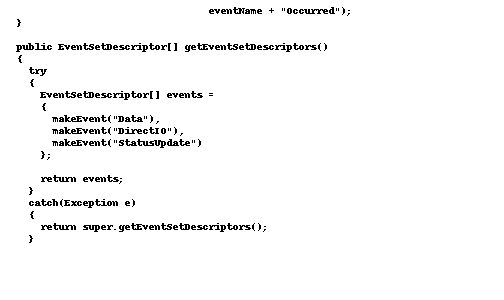 eventName + "Occurred");
}
public EventSetDescriptor[] getEventSetDescriptors()
{
try
{
EventSetDescriptor[] events =
{
makeEvent("Data"),
makeEvent("DirectIO"),
makeEvent("StatusUpdate")
};
return events;
}
catch(Exception e)
{
return super.getEventSetDescriptors();
}